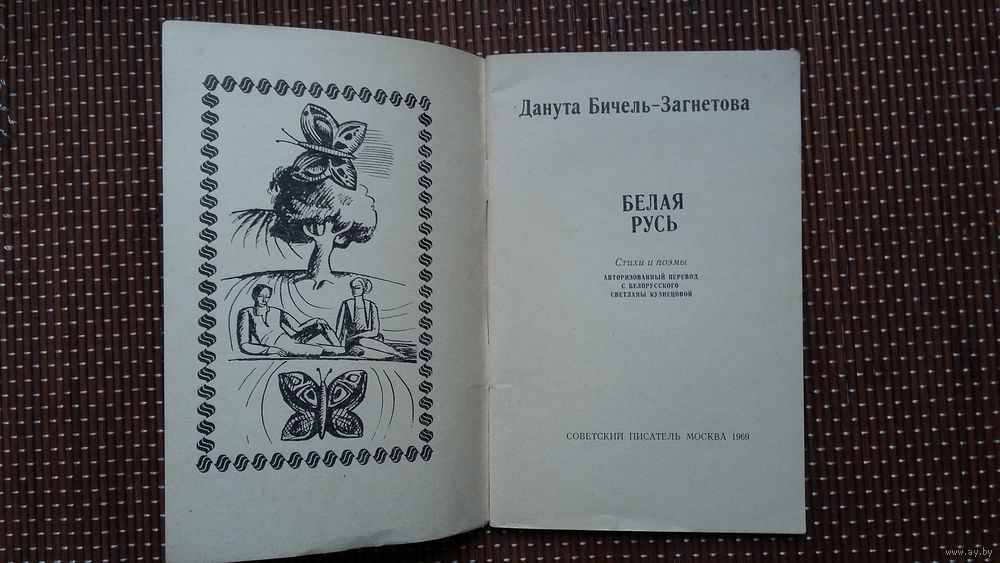 Данута Бичель-Загнетова
БЕЛАЯ
РУСЬ
Стихи и поэмы
АВТОРИЗОВАННЫЙ ПЕРЕВОД
С БЕЛОРУССКОГО
СВЕТЛАНЫ КУЗНЕЦОВОЙ
СОВЕТСКИЙ ПИСАТЕЛЬ МОСКВА 1969
www.ay.by